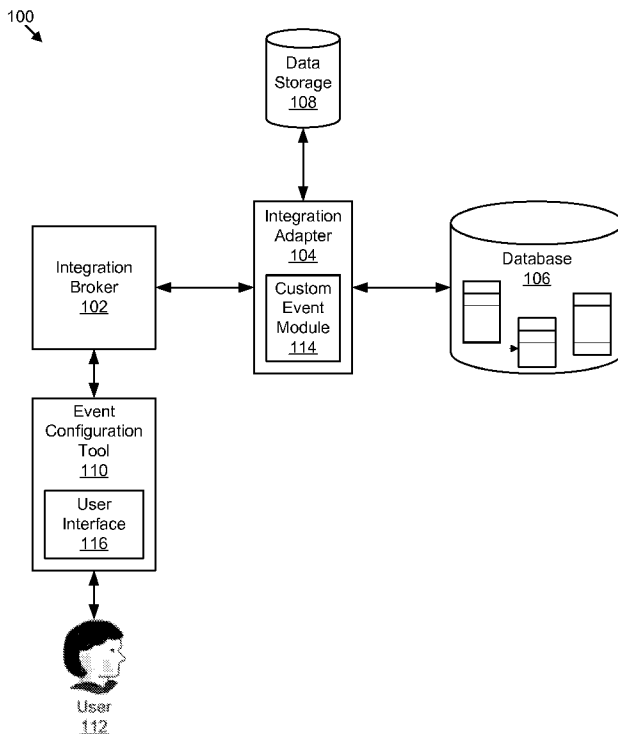 100
Data
Storage
108
Integration
Adapter
104
Custom
Event
Module
114
Integration
Broker
102
Database
106
Event
Configuration
Tool
110
User
Interface
116
User
112